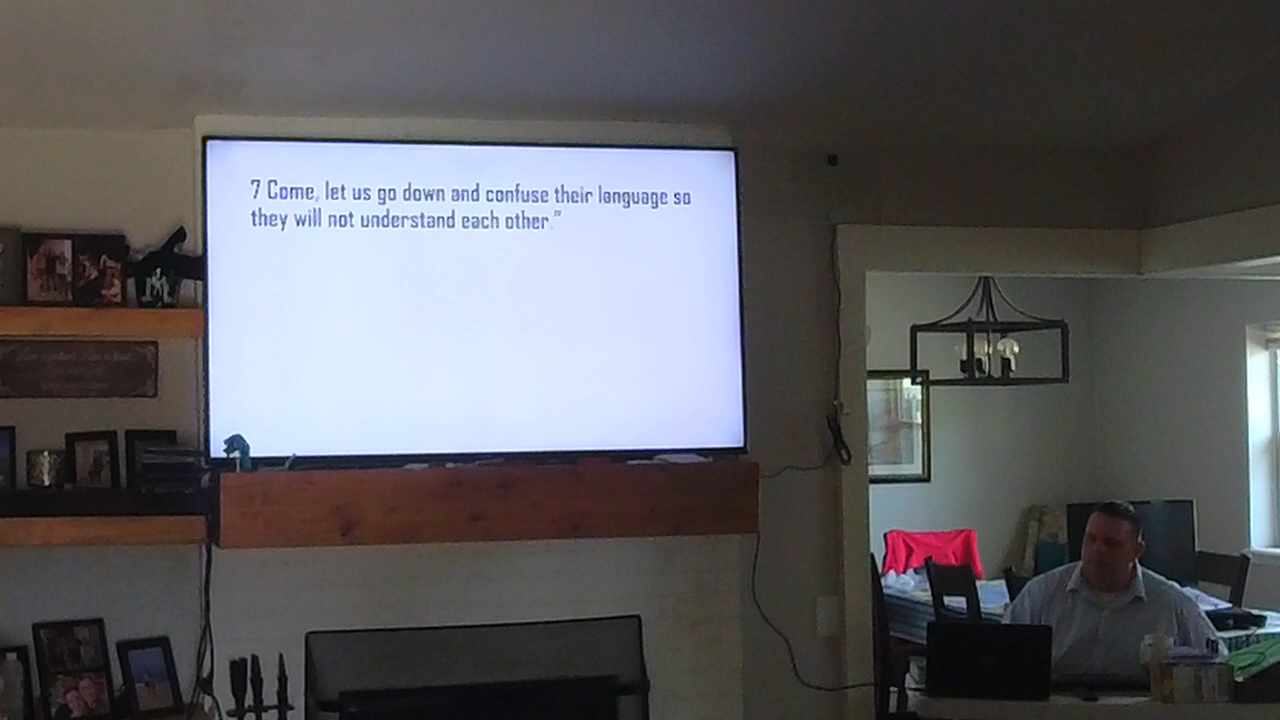 7 Come, let us go down and confuse their language so
they will not understand each other.”